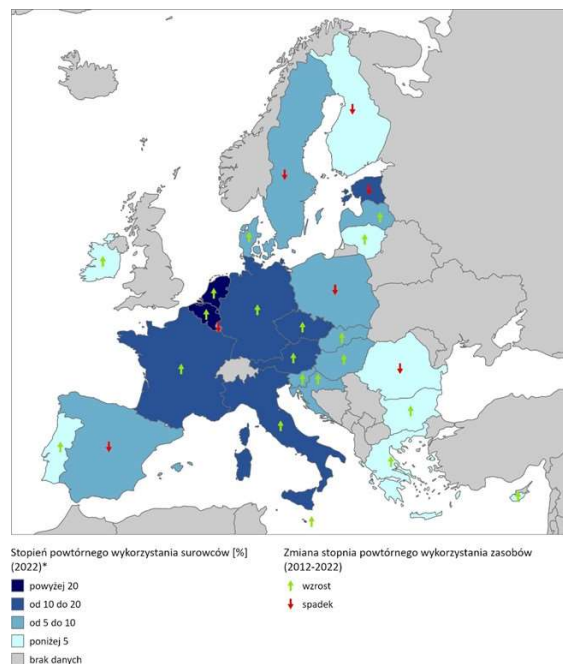 Stopień powtórnego wykorzystania surowców [%]
(2022)*
powyżej 20
od 10 do 20
od 5 do 10
poniżej 5
brak danych
Zmiana stopnia powtórnego wykorzystania zasobów
(2012-2022)
wzrost
spadek